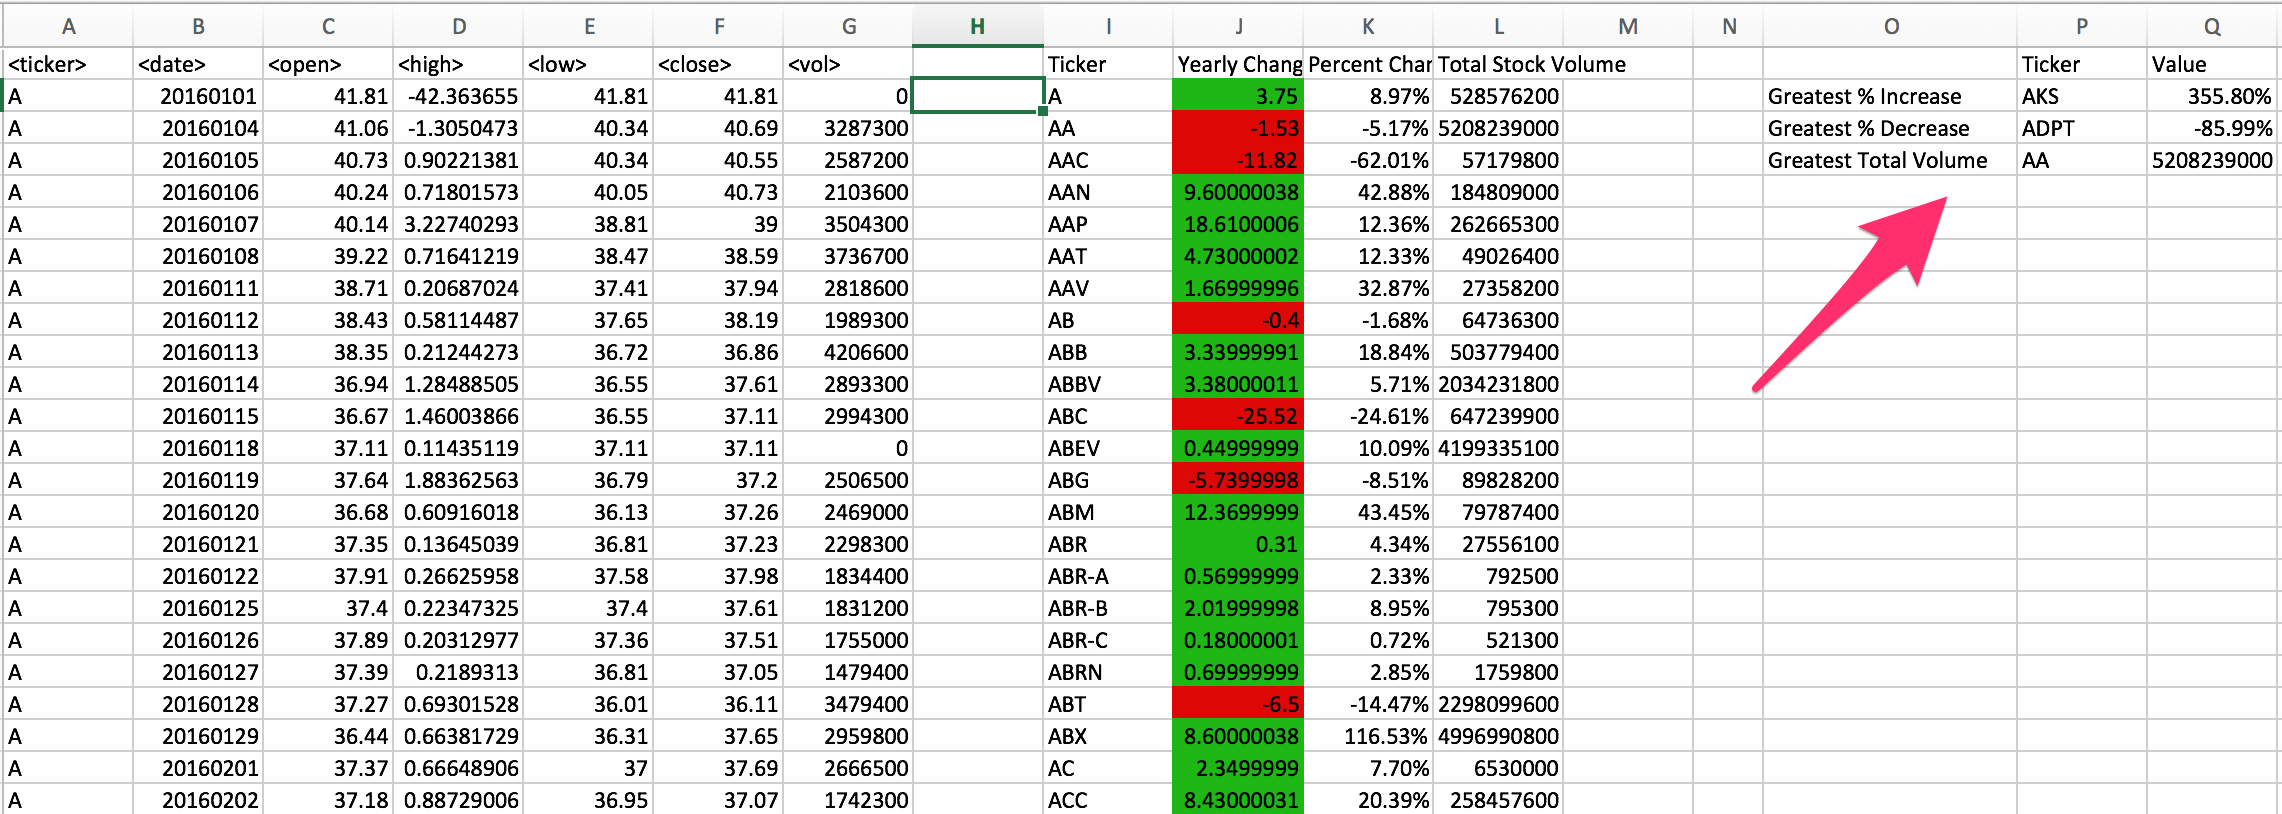 A B C D E F G H I J K L M N O P Q
<ticker> <date> <open> <high> <low> <close> <vol> Ticker Yearly Chang Percent Char Total Stock Volume Ticker Value
A 20160101 41.81 -42.363655 41.81 41.81 0 A 3.75 8.97% 528576200 Greatest % Increase AKS 355.80%
A 20160104 41.06 -1.3050473 40.34 40.69 3287300 AA -1.53 -5.17% 5208239000 Greatest % Decrease ADPT -85.99%
A 20160105 40.73 0.90221381 40.34 40.55 2587200 AAC -11.82 -62.01% 57179800 Greatest Total Volume AA 5208239000
A 20160106 40.24 0.71801573 40.05 40.73 2103600 AAN 9.60000038 42.88% 184809000
A 20160107 40.14 3.22740293 38.81 39 3504300 AAP 18.6100006 12.36% 262665300
A 20160108 39.22 0.71641219 38.47 38.59 3736700 AAT 4.73000002 12.33% 49026400
A 20160111 38.71 0.20687024 37.41 37.94 2818600 AAV 1.66999996 32.87% 27358200
A 20160112 38.43 0.58114487 37.65 38.19 1989300 AB -0.4 -1.68% 64736300
A 20160113 38.35 0.21244273 36.72 36.86 4206600 ABB 3.33999991 18.84% 503779400
A 20160114 36.94 1.28488505 36.55 37.61 2893300 ABBV 3.38000011 5.71% 2034231800
A 20160115 36.67 1.46003866 36.55 37.11 2994300 ABC -25.52 -24.61% 647239900
A 20160118 37.11 0.11435119 37.11 37.11 0 ABEV 0.44999999 10.09% 4199335100
A 20160119 37.64 1.88362563 36.79 37.2 2506500 ABG -5.7399998 -8.51% 89828200
A 20160120 36.68 0.60916018 36.13 37.26 2469000 ABM 12.3699999 43.45% 79787400
A 20160121 37.35 0.13645039 36.81 37.23 2298300 ABR 0.31 4.34% 27556100
A 20160122 37.91 0.26625958 37.58 37.98 1834400 ABR-A 0.56999999 2.33% 792500
A 20160125 37.4 0.22347325 37.4 37.61 1831200 ABR-B 2.01999998 8.95% 795300
A 20160126 37.89 0.20312977 37.36 37.51 1755000 ABR-C 0.18000001 0.72% 521300
A 20160127 37.39 0.2189313 36.81 37.05 1479400 ABRN 0.69999999 2.85% 1759800
A 20160128 37.27 0.69301528 36.01 36.11 3479400 ABT -6.5 -14.47% 2298099600
A 20160129 36.44 0.66381729 36.31 37.65 2959800 ABX 8.60000038 116.53% 4996990800
A 20160201 37.37 0.66648906 37 37.69 2666500 AC 2.3499999 7.70% 6530000
A 20160202 37.18 0.88729006 36.95 37.07 1742300 ACC 8.43000031 20.39% 258457600